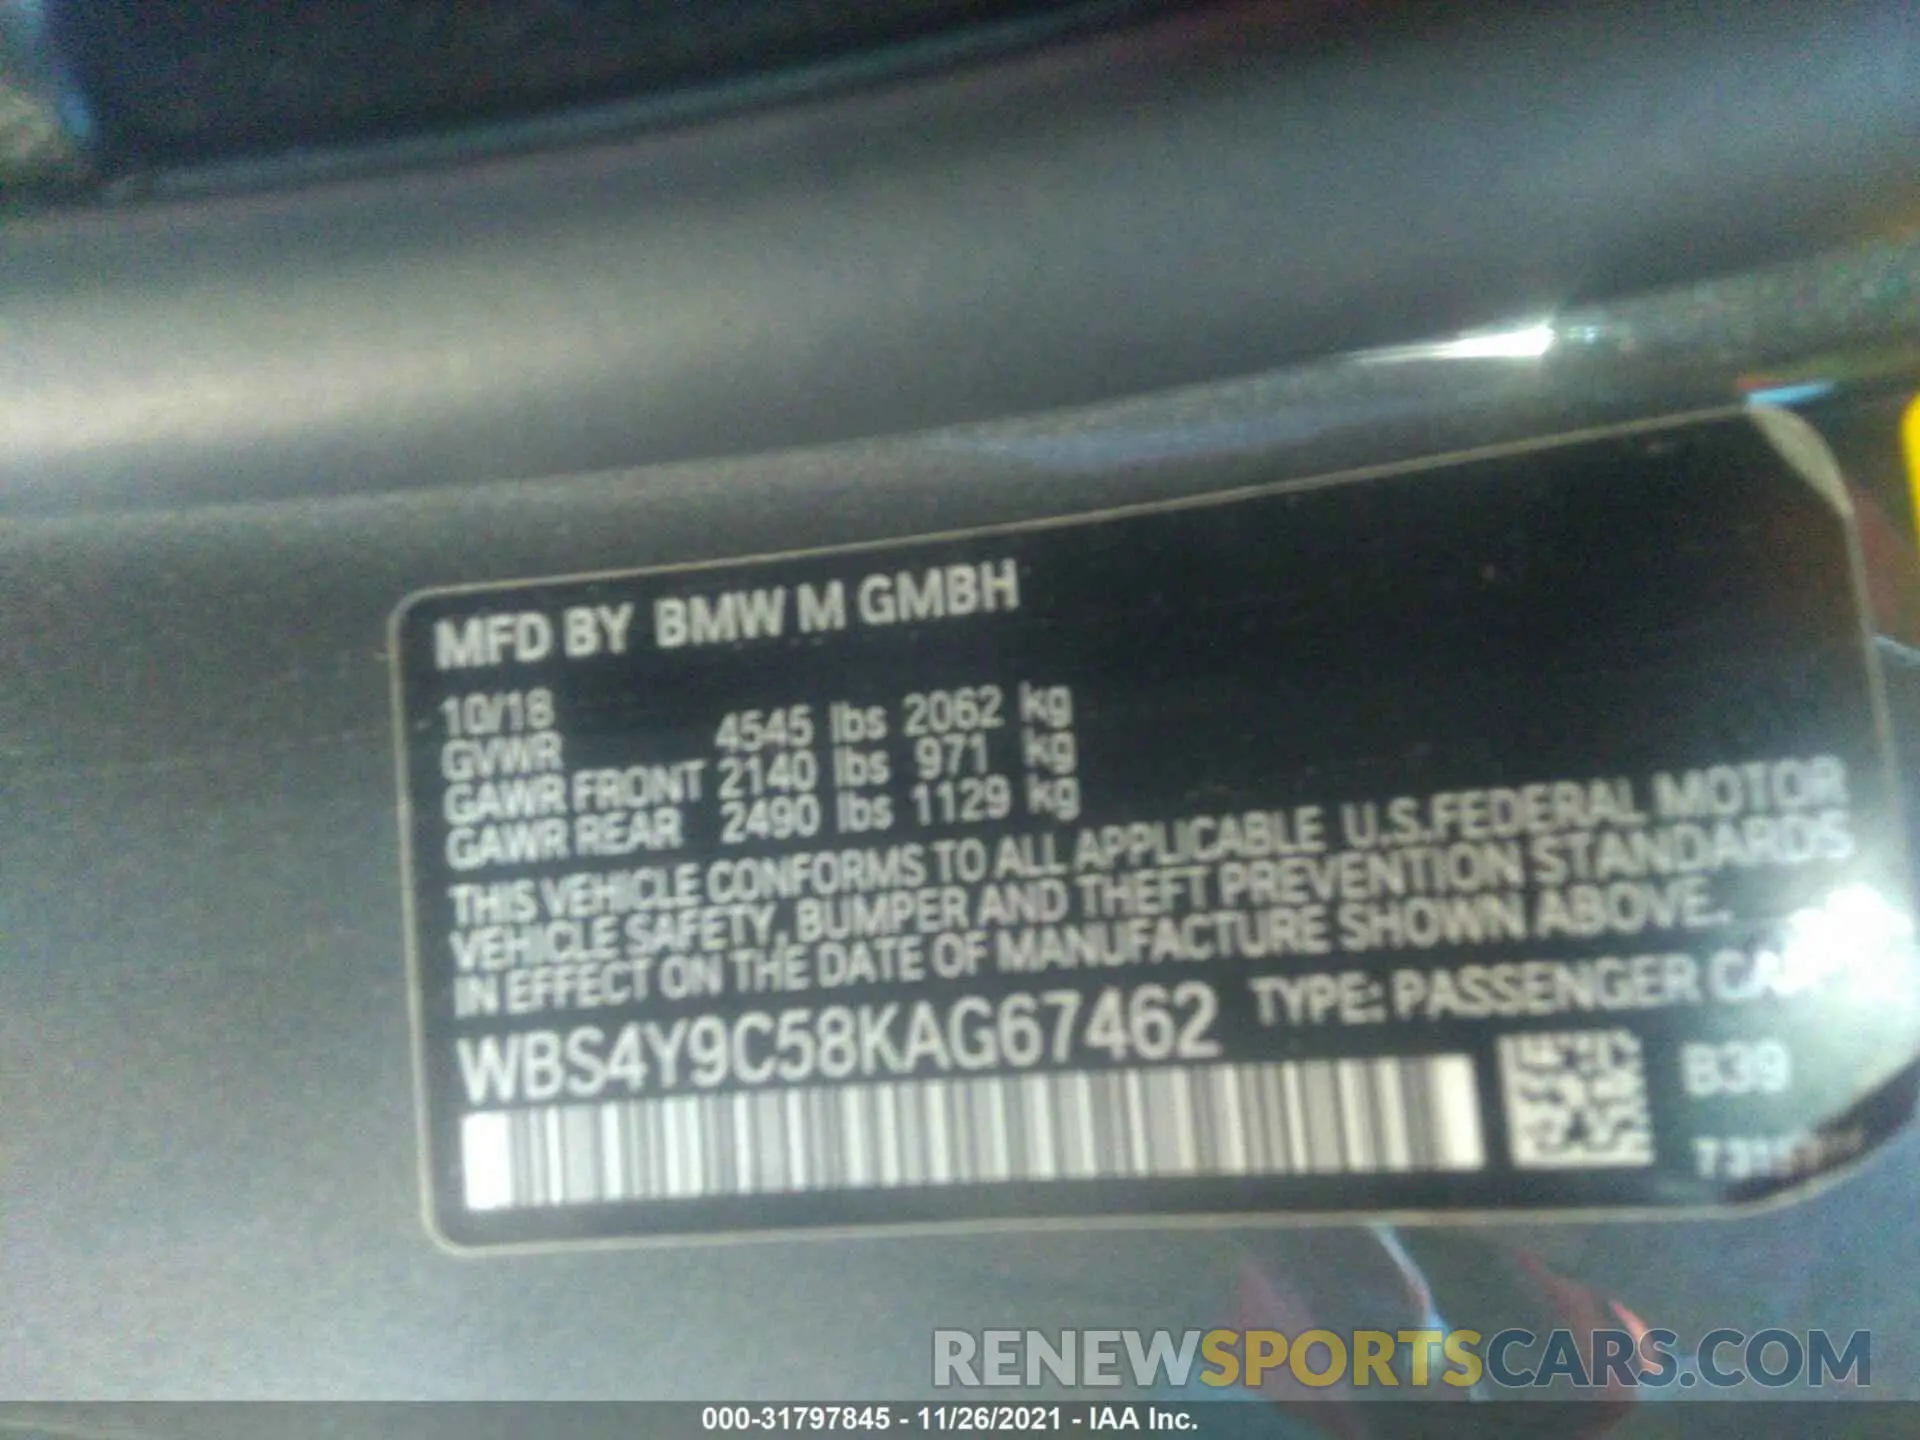 MFD BY BMW M GMBH
10/18
GVWR 4545 lbs 2062 kg
GAWR FRONT 2140 lbs 971 kg
GAWR REAR 2490 lbs 1129 kg
THIS VEHICLE CONFORMS TO ALL APPLICABLE U.S.FEDERAL MOTOR
VEHICLE SAFETY, BUMPER AND THEFT PREVENTION STANDARDS
IN EFFECT ON THE DATE OF MANUFACTURE SHOWN ABOVE.
WBS4Y9C58KAG67462 TYPE: PASSENGER CAR
B39
RENEWSPORTSCARS.COM
000-31797845 - 11/26/2021 - IAA Inc.